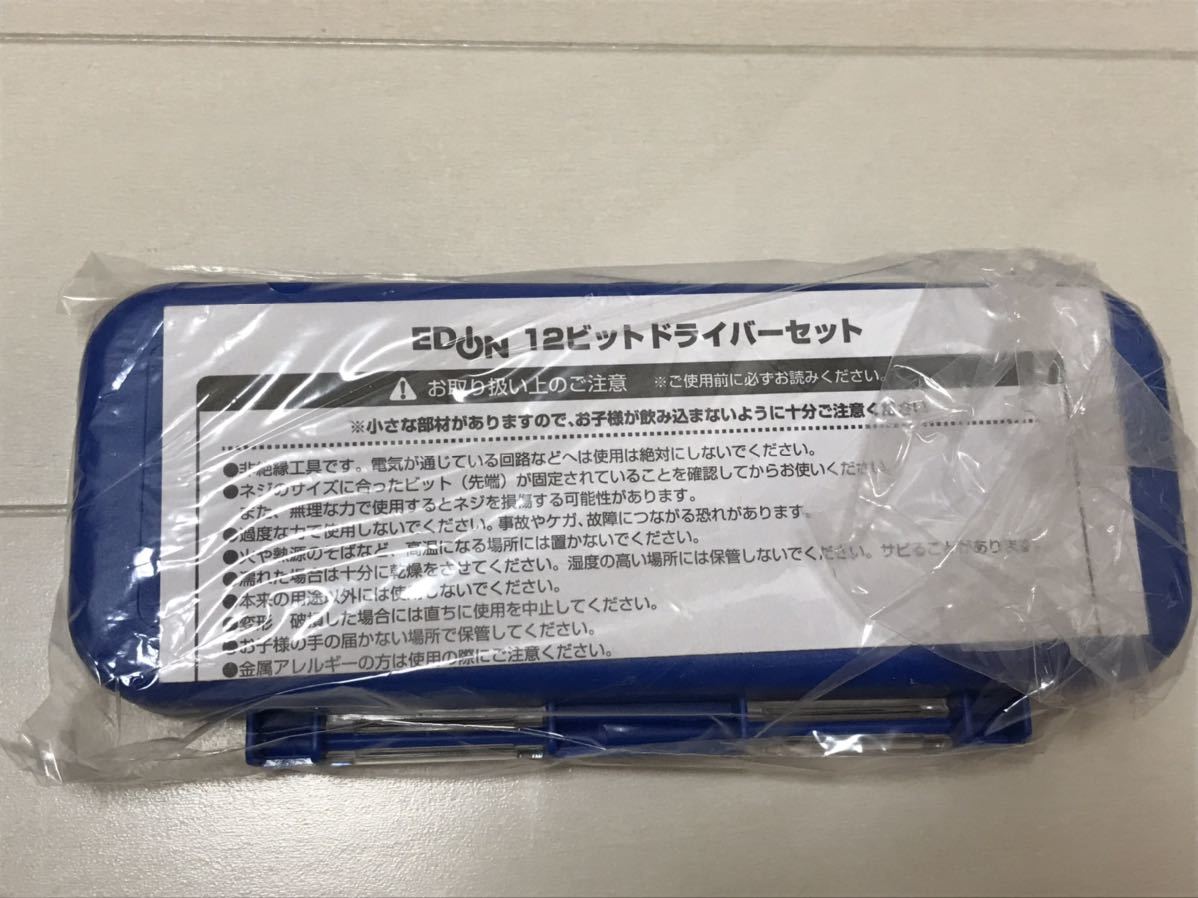 EDION 12ビットドライバーセット
お取り扱い上のご注意 ※ご使用前に必ずお読みください。
※小さな部材がありますので、お子様が飲み込まないように十分ご注意ください
●非絶縁工具です。電気が通じている回路などへは使用は絶対にしないでください。
●ネジのサイズに合ったビット（先端）が固定されていることを確認してからお使いください。
また、無理な力で使用するとネジを損傷する可能性があります。
●過度な力で使用しないでください。事故やケガ、故障につながる恐れがあります。
●火や熱源のそばなど、高温になる場所には置かないでください。
●濡れた場合は十分に乾燥をさせてください。湿度の高い場所には保管しないでください。サビることがあります。
●本来の用途以外には使用しないでください。
●変形、破損した場合には直ちに使用を中止してください。
●お子様の手の届かない場所で保管してください。
●金属アレルギーの方は使用の際にご注意ください。